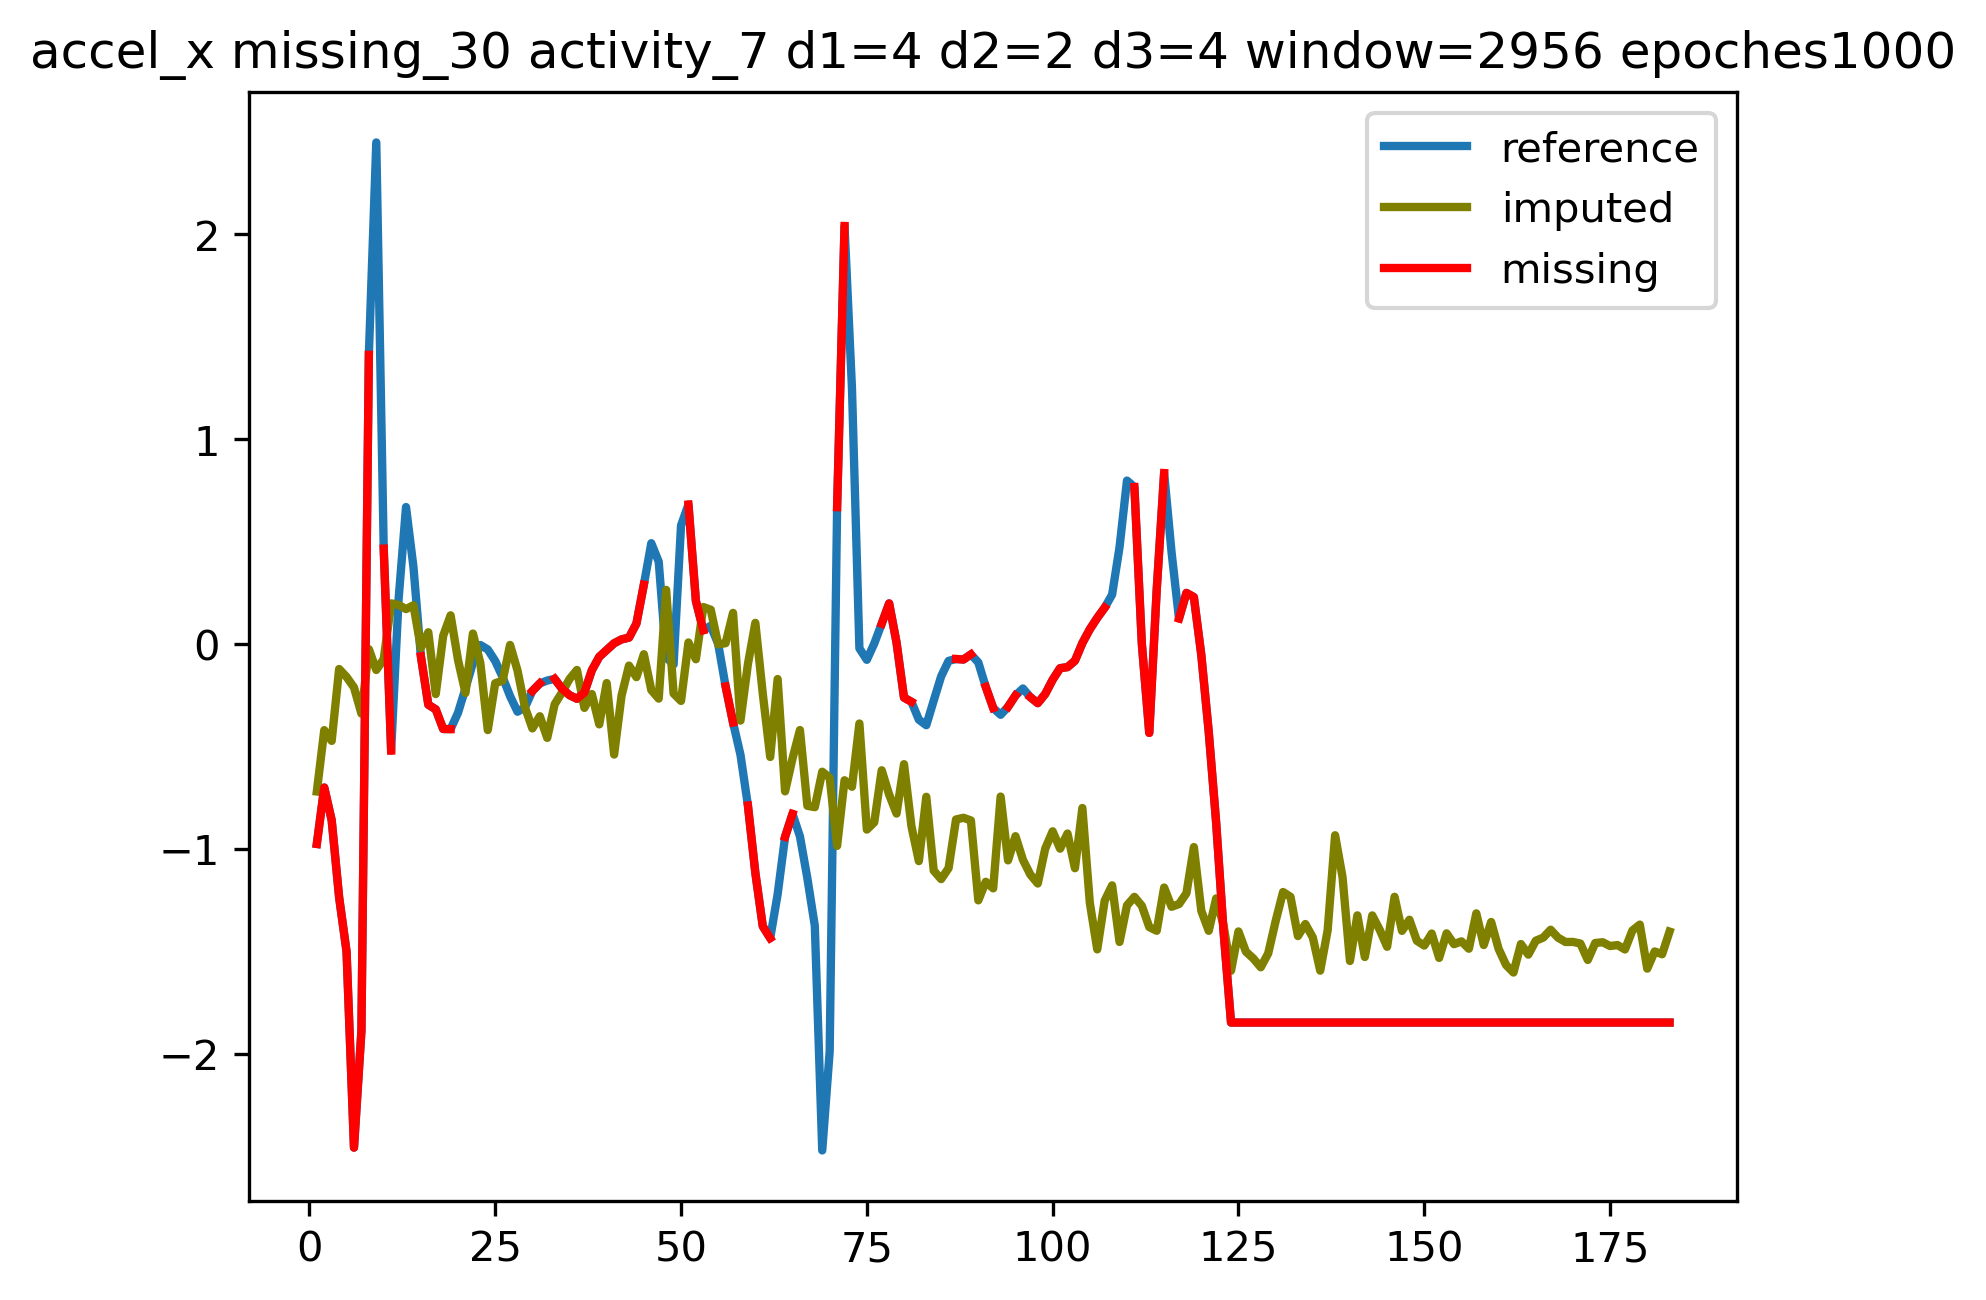 accel_x missing_30 activity_7 d1=4 d2=2 d3=4 window=2956 epoches1000
reference
imputed
missing
2
1
0
−1
−2
0 25 50 75 100 125 150 175